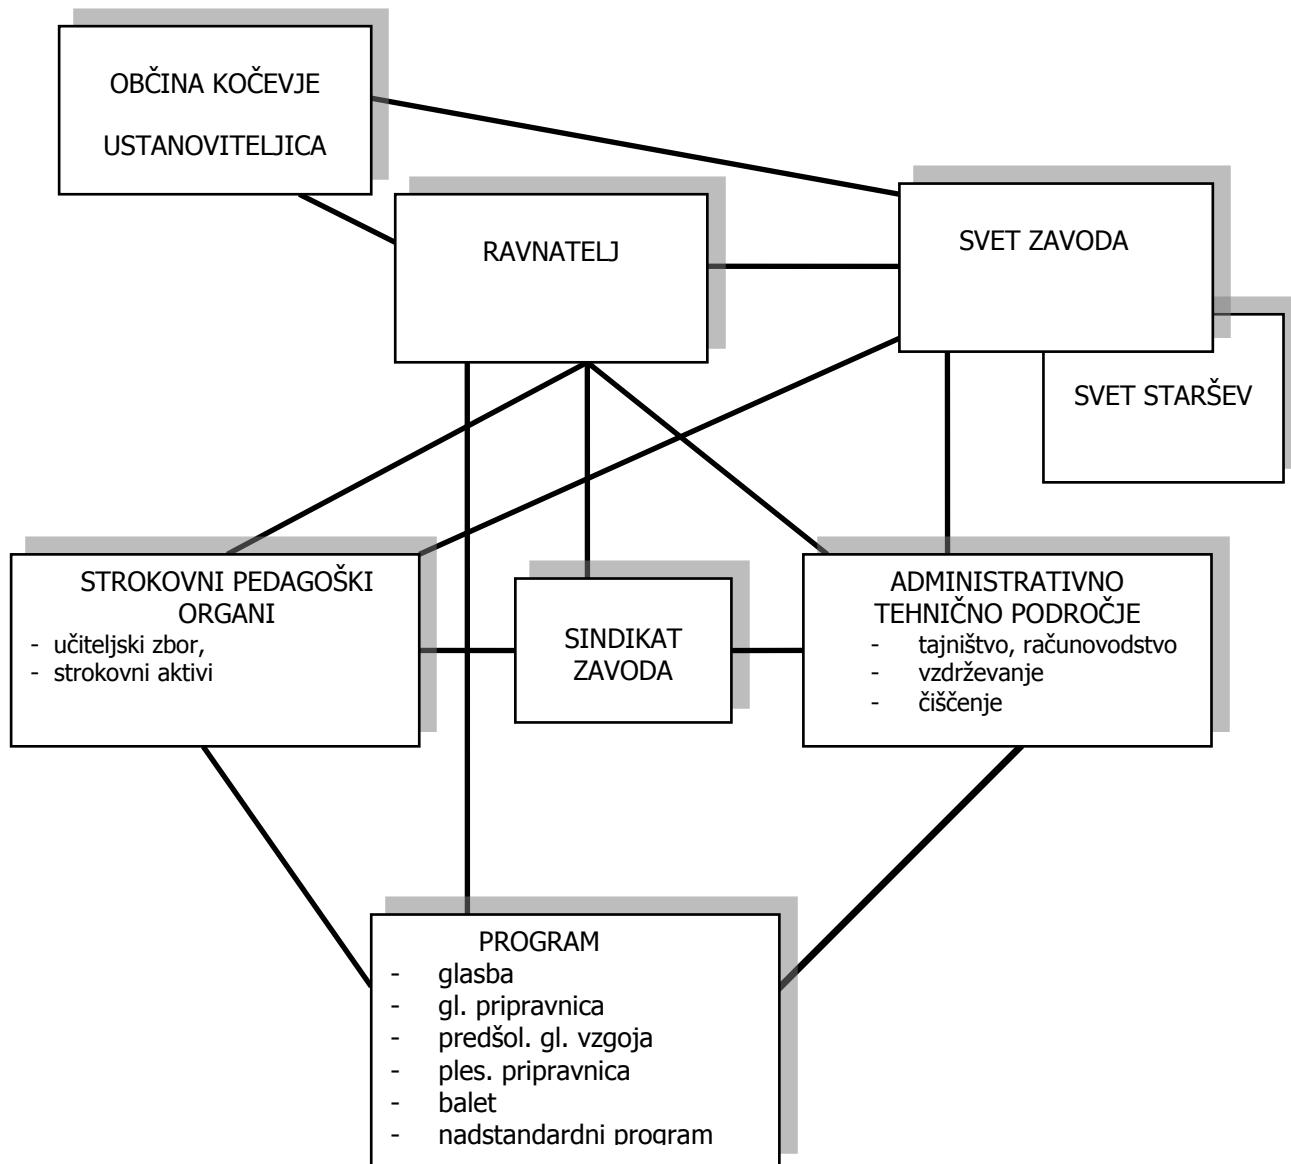 OBČINA KOČEVJE
USTANOVITELJICA
RAVNATELJ
SVET ZAVODA
SVET STARŠEV
STROKOVNI PEDAGOŠKI
ORGANI
- učiteljski zbor,
- strokovni aktivi
SINDIKAT
ZAVODA
ADMINISTRATIVNO
TEHNIČNO PODROČJE
- tajništvo, računovodstvo
- vzdrževanje
- čiščenje
PROGRAM
- glasba
- gl. pripravnica
- predšol. gl. vzgoja
- ples. pripravnica
- balet
- nadstandardni program